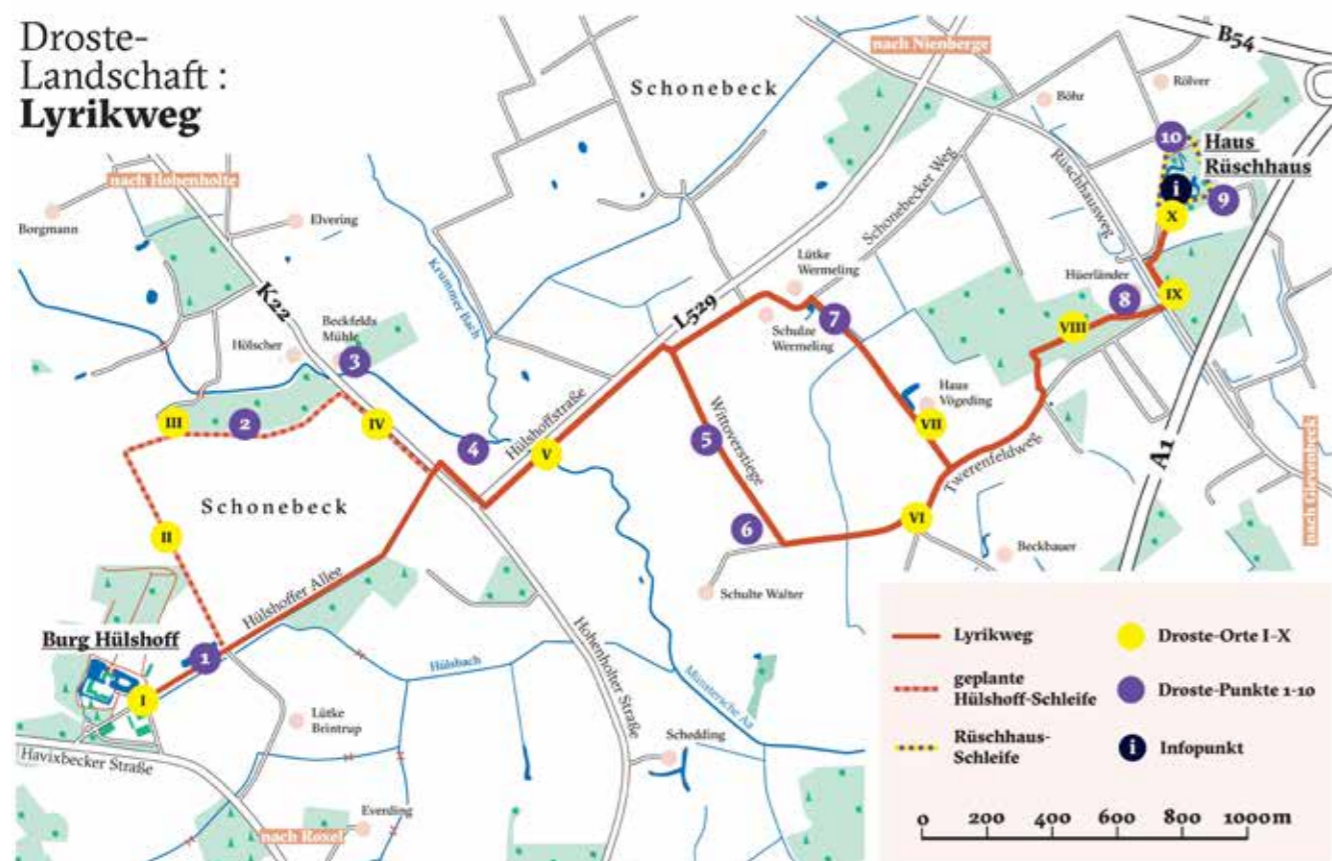 Droste-
Landschaft :
Lyrikweg
nach Nienberge
B54
Rölver
Böhr
Schonebeck
10
Haus
Rüschhaus
i
9
X
nach Hohenholte
Borgmann
Elvering
Krummer Bach
K22
Rüschhausweg
Schonebecker Weg
Lütke
Wermeling
Hüerländer
IX
8
VIII
L529
7
Schulze
Wermeling
Beckfelds
Mühle
Hölscher
3
III
2
IV
4
Hülshoffstraße
V
Wittoverstiege
5
Haus
Vögeding
VII
Twerenfeldweg
A1
nach Gievenbeck
Schonebeck
II
6
VI
Beckbauer
Schulte Walter
Hülshoffer Allee
Burg Hülshoff
1
I
Hülsbach
Hohenholter Straße
Münstersche Aa
Lütke
Brintrup
Schedding
Havixbecker Straße
Everding
nach Roxel
Lyrikweg
Droste-Orte I-X
geplante
Hülshoff-Schleife
Droste-Punkte 1-10
Rüschhaus-
Schleife
i
Infopunkt
0 200 400 600 800 1000 m